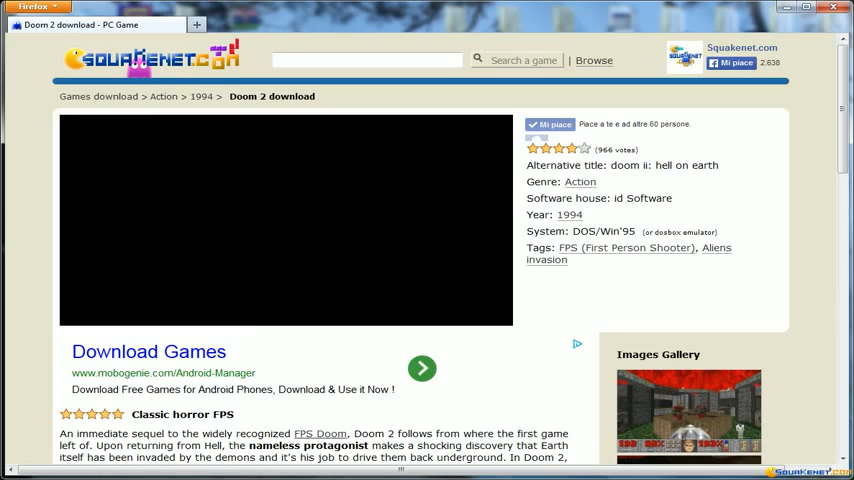 Firefox
Doom 2 download - PC Game
SQUAKENET.COM
Search a game
| Browse
Squakenet.com
Mi piace 2.638
Games download > Action > 1994 > Doom 2 download
Mi piace Piace a te e ad altre 60 persone.
(966 votes)
Alternative title: doom ii: hell on earth
Genre: Action
Software house: id Software
Year: 1994
System: DOS/Win'95 (or dosbox emulator)
Tags: FPS (First Person Shooter), Aliens
invasion
Download Games
www.mobogenie.com/Android-Manager
Download Free Games for Android Phones, Download & Use it Now !
Images Gallery
Classic horror FPS
An immediate sequel to the widely recognized FPS Doom, Doom 2 follows from where the first game
left of. Upon returning from Hell, the nameless protagonist makes a shocking discovery that Earth
itself has been invaded by the demons and it's his job to drive them back underground. In Doom 2,
SQUAKENET.COM